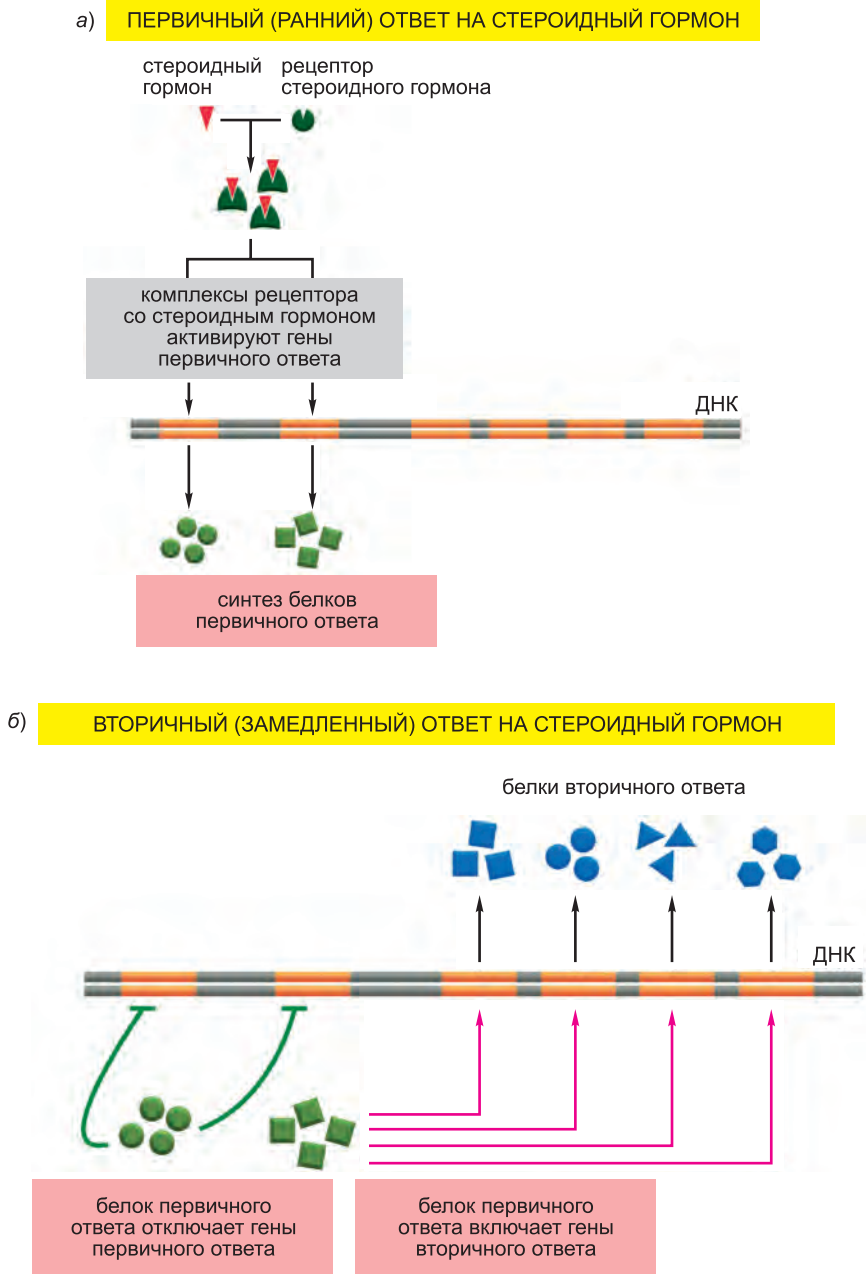 а) ПЕРВИЧНЫЙ (РАННИЙ) ОТВЕТ НА СТЕРОИДНЫЙ ГОРМОН
стероидный
гормон
рецептор
стероидного гормона
комплексы рецептора
со стероидным гормоном
активируют гены
первичного ответа
ДНК
синтез белков
первичного ответа
б) ВТОРИЧНЫЙ (ЗАМЕДЛЕННЫЙ) ОТВЕТ НА СТЕРОИДНЫЙ ГОРМОН
белки вторичного ответа
ДНК
белок первичного
ответа отключает гены
первичного ответа
белок первичного
ответа включает гены
вторичного ответа